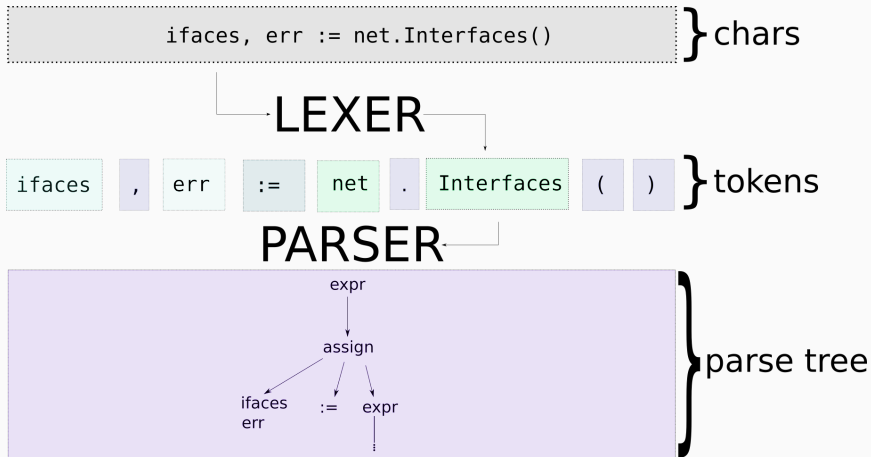 ifaces, err := net.Interfaces()
} chars
LEXER
ifaces , err := net . Interfaces ( )
} tokens
PARSER
expr
assign
ifaces := expr
err
⋮
} parse tree